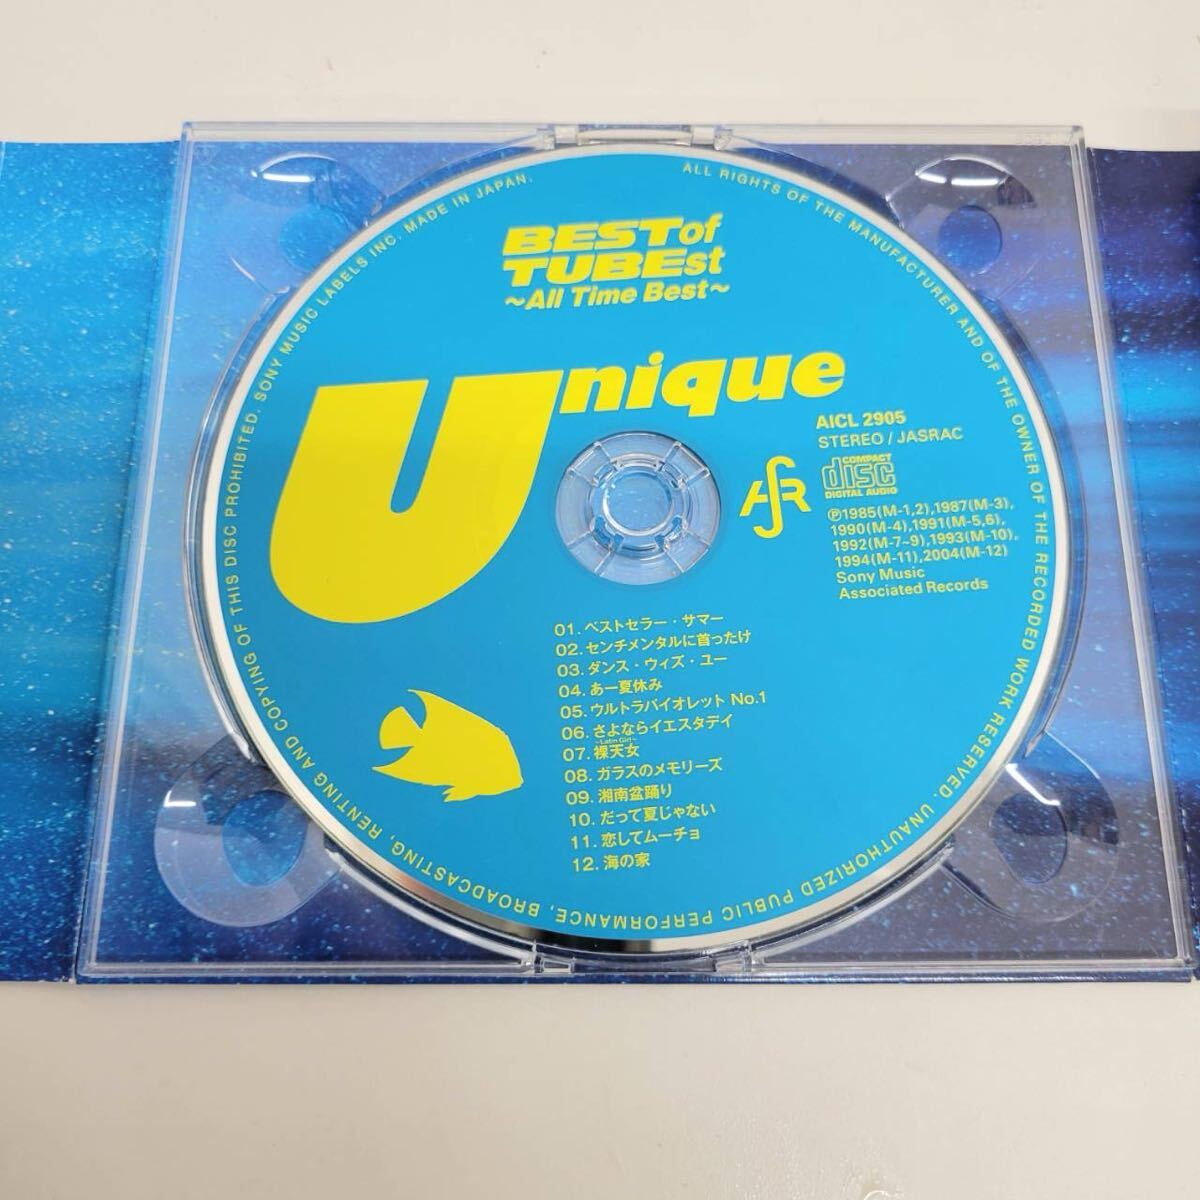 ALL RIGHTS OF THE MANUFACTURER AND OF THE OWNER OF THE RECORDED WORK RESERVED. UNAUTHORIZED PUBLIC PERFORMANCE, BROADCASTING, RENTING AND COPYING OF THIS DISC PROHIBITED. SONY MUSIC LABELS INC. MADE IN JAPAN.
BEST of
TUBEst
~All Time Best~
Unique
AICL 2905
STEREO / JASRAC
COMPACT
disc
DIGITAL AUDIO
℗1985(M-1,2),1987(M-3),
1990(M-4),1991(M-5,6),
1992(M-7~9),1993(M-10),
1994(M-11),2004(M-12)
Sony Music
Associated Records
01. ベストセラー・サマー
02. センチメンタルに首ったけ
03. ダンス・ウィズ・ユー
04. あー夏休み
05. ウルトラバイオレット No.1
06. さよならイエスタデイ
~Latin Girl~
07. 裸天女
08. ガラスのメモリーズ
09. 湘南盆踊り
10. だって夏じゃない
11. 恋してムーチョ
12. 海の家